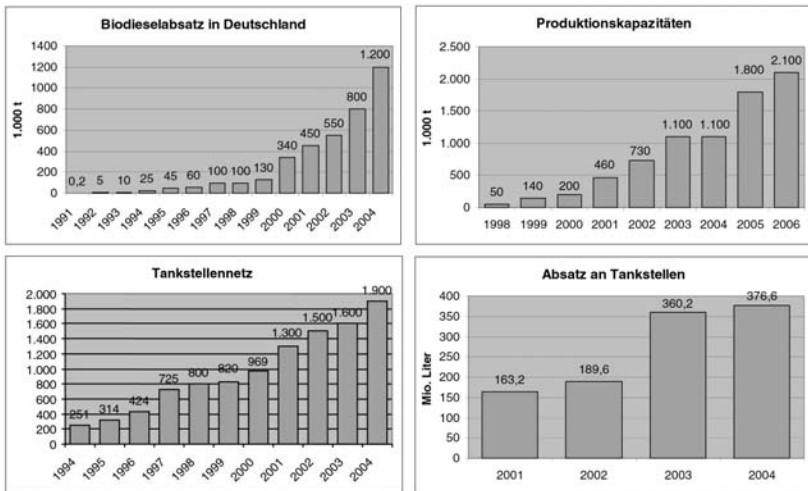 Biodieselabsatz in Deutschland
1.000 t
1400
1200
1000
800
600
400
200
0
0,2 5 10 25 45 60 100 100 130 340 450 550 800 1.200
1991 1992 1993 1994 1995 1996 1997 1998 1999 2000 2001 2002 2003 2004
Produktionskapazitäten
1.000 t
2.500
2.000
1.500
1.000
500
0
50 140 200 460 730 1.100 1.100 1.800 2.100
1998 1999 2000 2001 2002 2003 2004 2005 2006
Tankstellennetz
2.000
1.800
1.600
1.400
1.200
1.000
800
600
400
200
0
251 314 424 725 800 820 969 1.300 1.500 1.600 1.900
1994 1995 1996 1997 1998 1999 2000 2001 2002 2003 2004
Absatz an Tankstellen
Mio. Liter
400
350
300
250
200
150
100
50
0
163,2 189,6 360,2 376,6
2001 2002 2003 2004